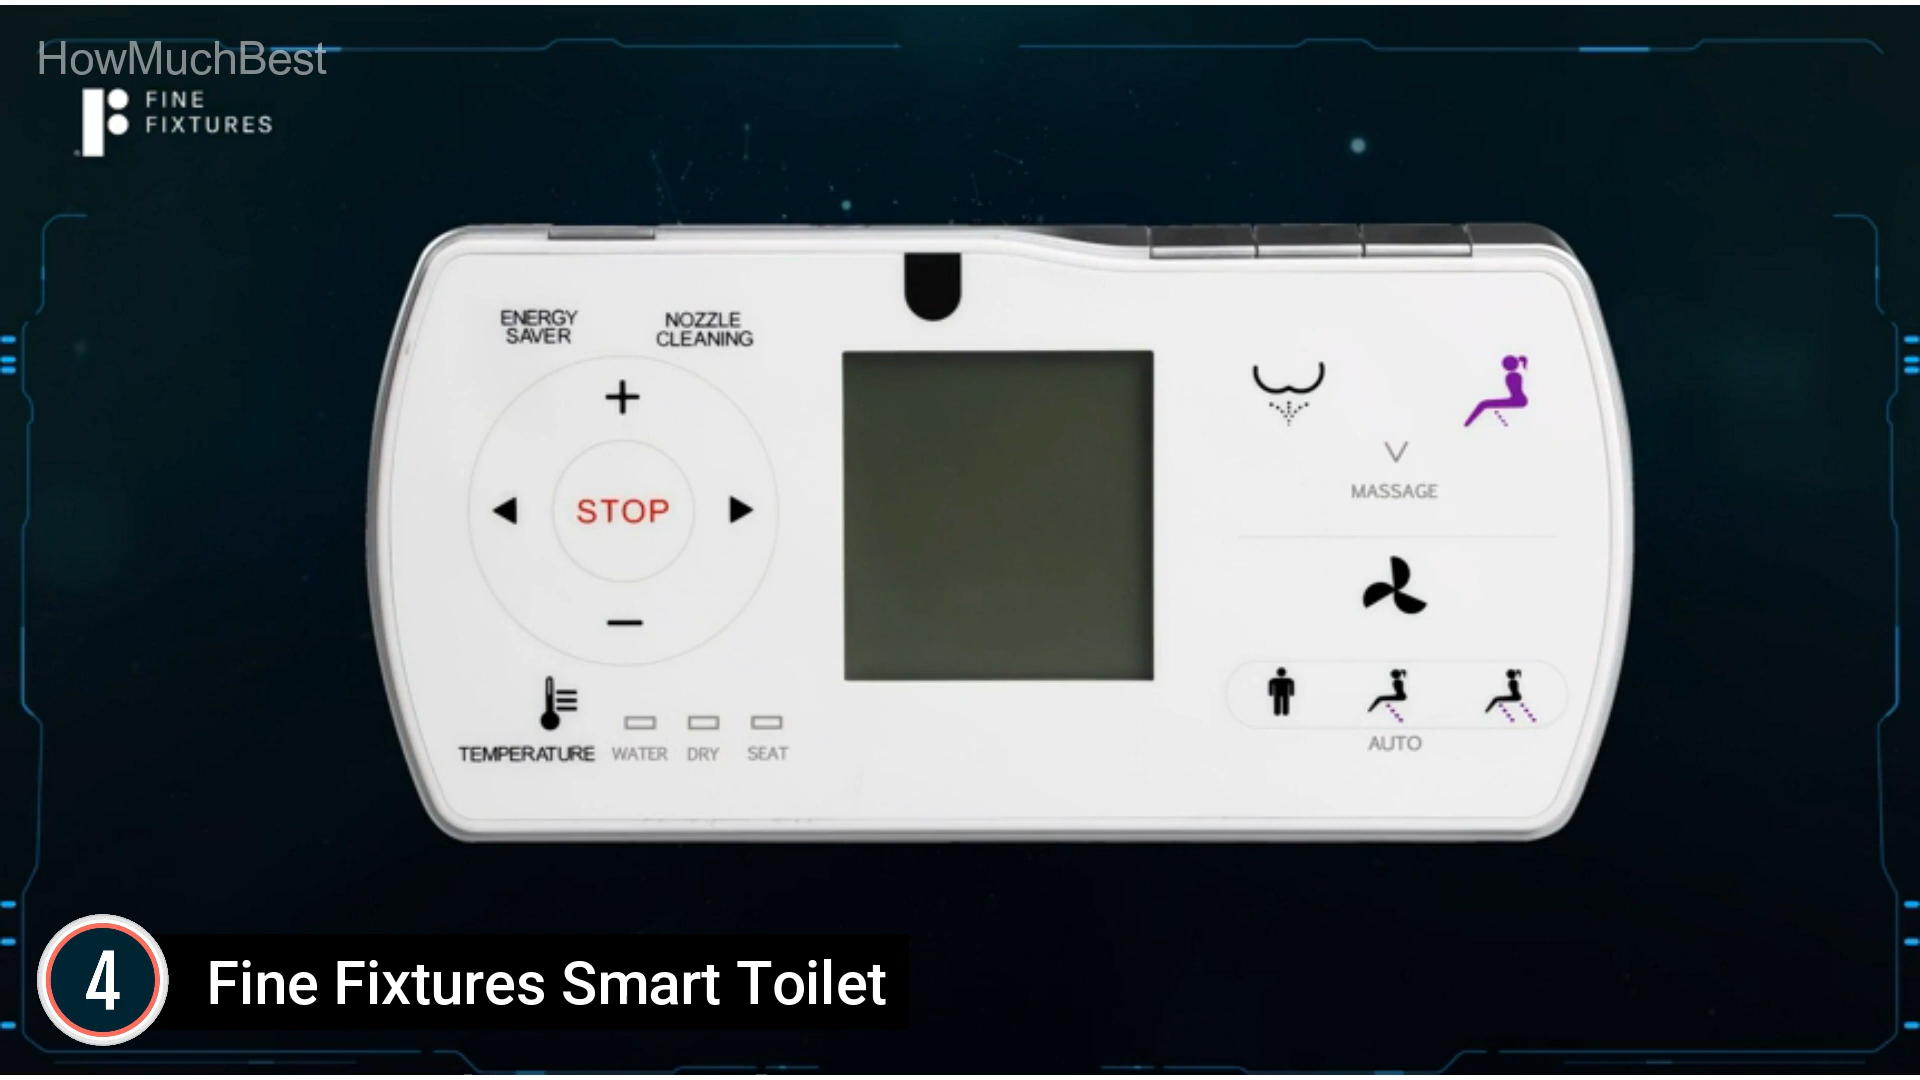 HowMuchBest
FINE
FIXTURES
ENERGY
SAVER
NOZZLE
CLEANING
+
STOP
−
MASSAGE
TEMPERATURE
WATER
DRY
SEAT
AUTO
4
Fine Fixtures Smart Toilet